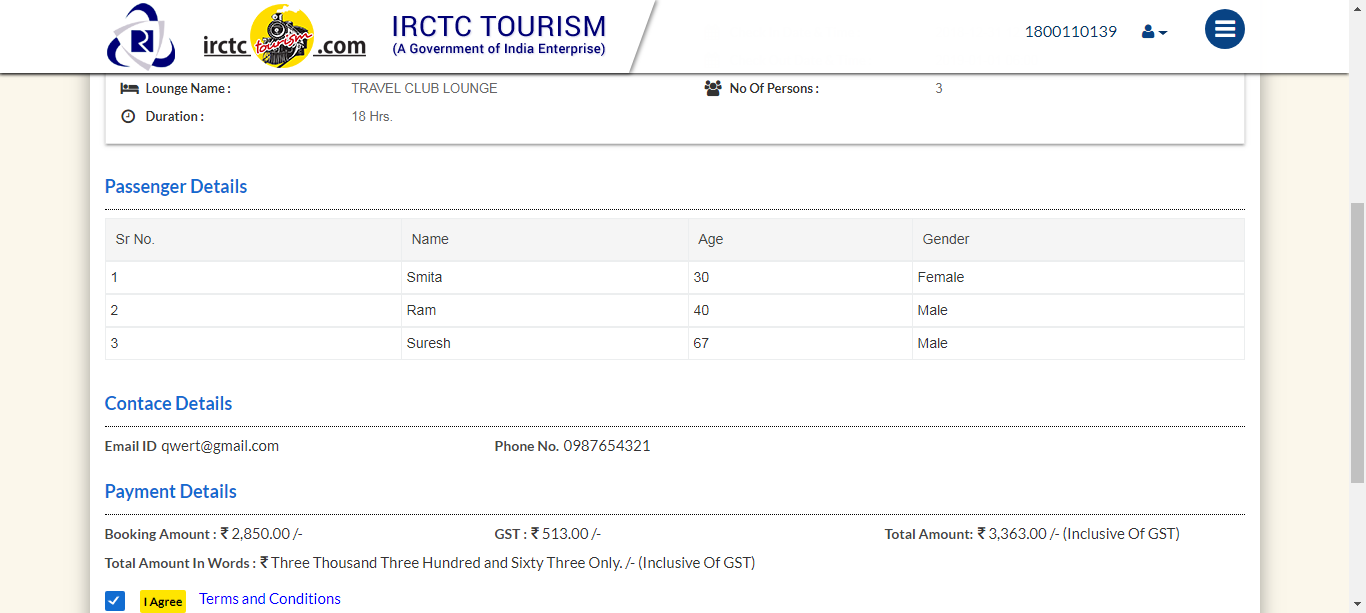 irctc tourism .com IRCTC TOURISM
(A Government of India Enterprise)
1800110139
Lounge Name : TRAVEL CLUB LOUNGE No Of Persons : 3
Duration : 18 Hrs.
Passenger Details
Sr No. Name Age Gender
1 Smita 30 Female
2 Ram 40 Male
3 Suresh 67 Male
Contace Details
Email ID qwert@gmail.com Phone No. 0987654321
Payment Details
Booking Amount : ₹ 2,850.00 /- GST : ₹ 513.00 /- Total Amount: ₹ 3,363.00 /- (Inclusive Of GST)
Total Amount In Words : ₹ Three Thousand Three Hundred and Sixty Three Only. /- (Inclusive Of GST)
I Agree Terms and Conditions